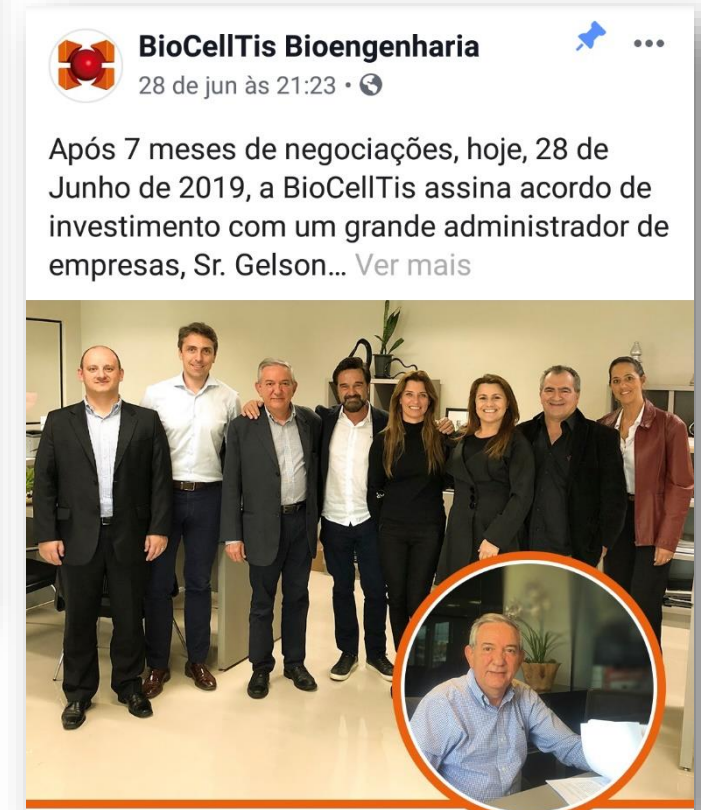 BioCellTis Bioengenharia
28 de jun às 21:23 •
Após 7 meses de negociações, hoje, 28 de
Junho de 2019, a BioCellTis assina acordo de
investimento com um grande administrador de
empresas, Sr. Gelson... Ver mais